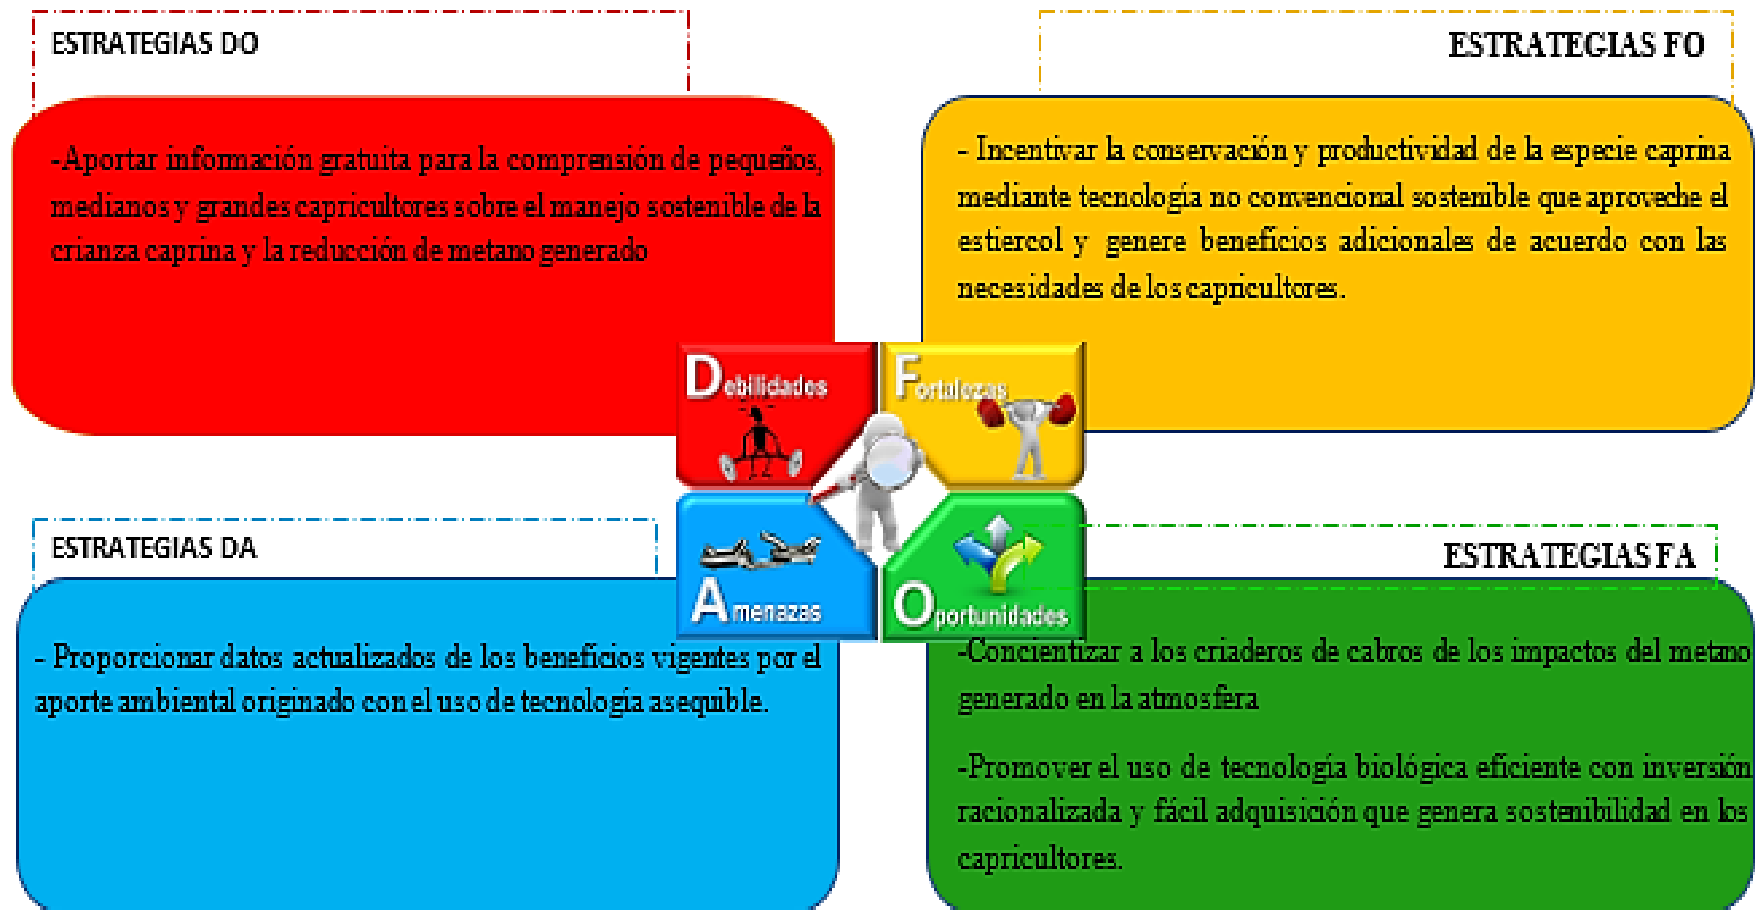 ESTRATEGIAS DO
-Aportar información gratuita para la comprensión de pequeños,
medianos y grandes capricultores sobre el manejo sostenible de la
crianza caprina y la reducción de metano generado
ESTRATEGIAS FO
- Incentivar la conservación y productividad de la especie caprina
mediante tecnología no convencional sostenible que aproveche el
estiercol y genere beneficios adicionales de acuerdo con las
necesidades de los capricultores.
Debilidades
Fortalezas
Amenazas
Oportunidades
ESTRATEGIAS DA
- Proporcionar datos actualizados de los beneficios vigentes por el
aporte ambiental originado con el uso de tecnología asequible.
ESTRATEGIAS FA
-Concientizar a los criaderos de cabros de los impactos del metano
generado en la atmosfera
-Promover el uso de tecnología biológica eficiente con inversión
racionalizada y fácil adquisición que genera sostenibilidad en los
capricultores.